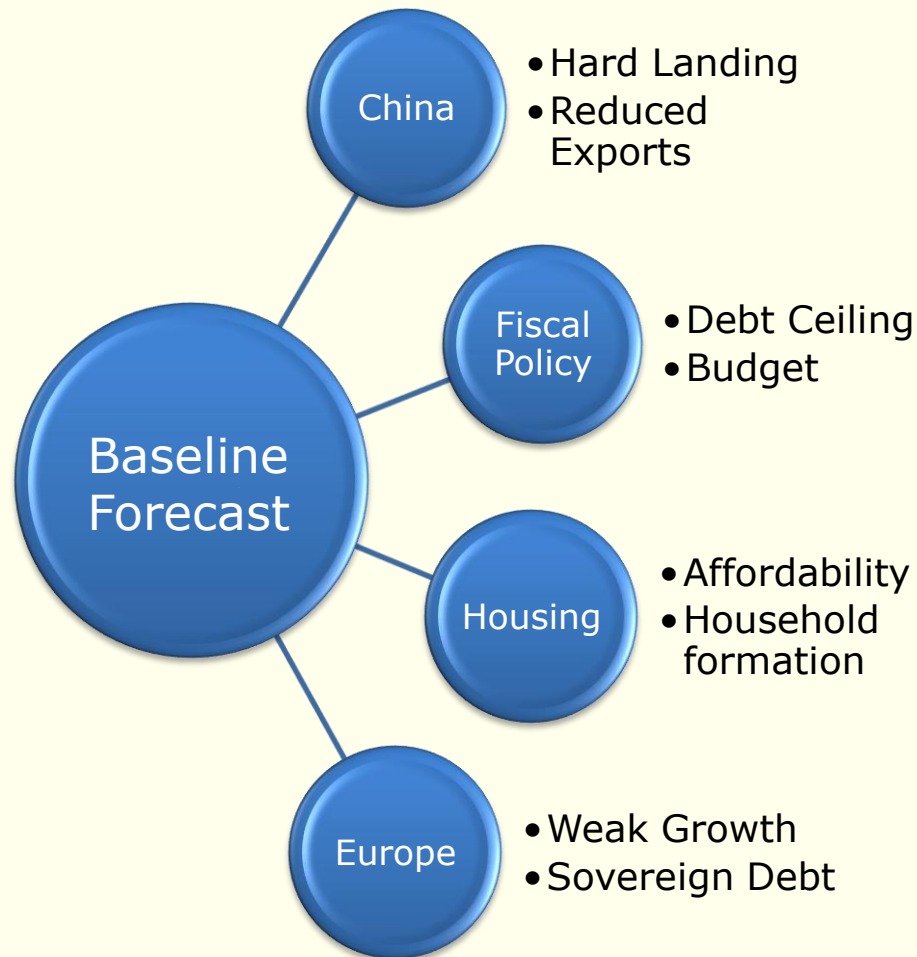 China
• Hard Landing
• Reduced
Exports
Fiscal
Policy
• Debt Ceiling
• Budget
Baseline
Forecast
Housing
• Affordability
• Household
formation
Europe
• Weak Growth
• Sovereign Debt